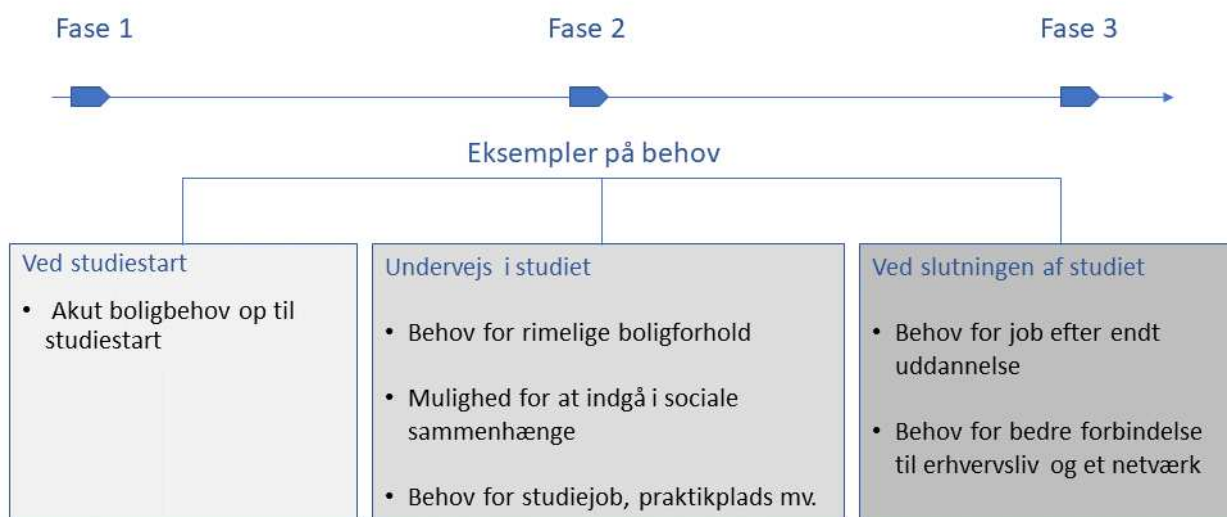 Fase 1
Fase 2
Fase 3
Eksempler på behov
Ved studiestart
• Akut boligbehov op til
studiestart
Undervejs i studiet
• Behov for rimelige boligforhold
• Mulighed for at indgå i sociale
sammenhænge
• Behov for studiejob, praktikplads mv.
Ved slutningen af studiet
• Behov for job efter endt
uddannelse
• Behov for bedre forbindelse
til erhvervsliv og et netværk